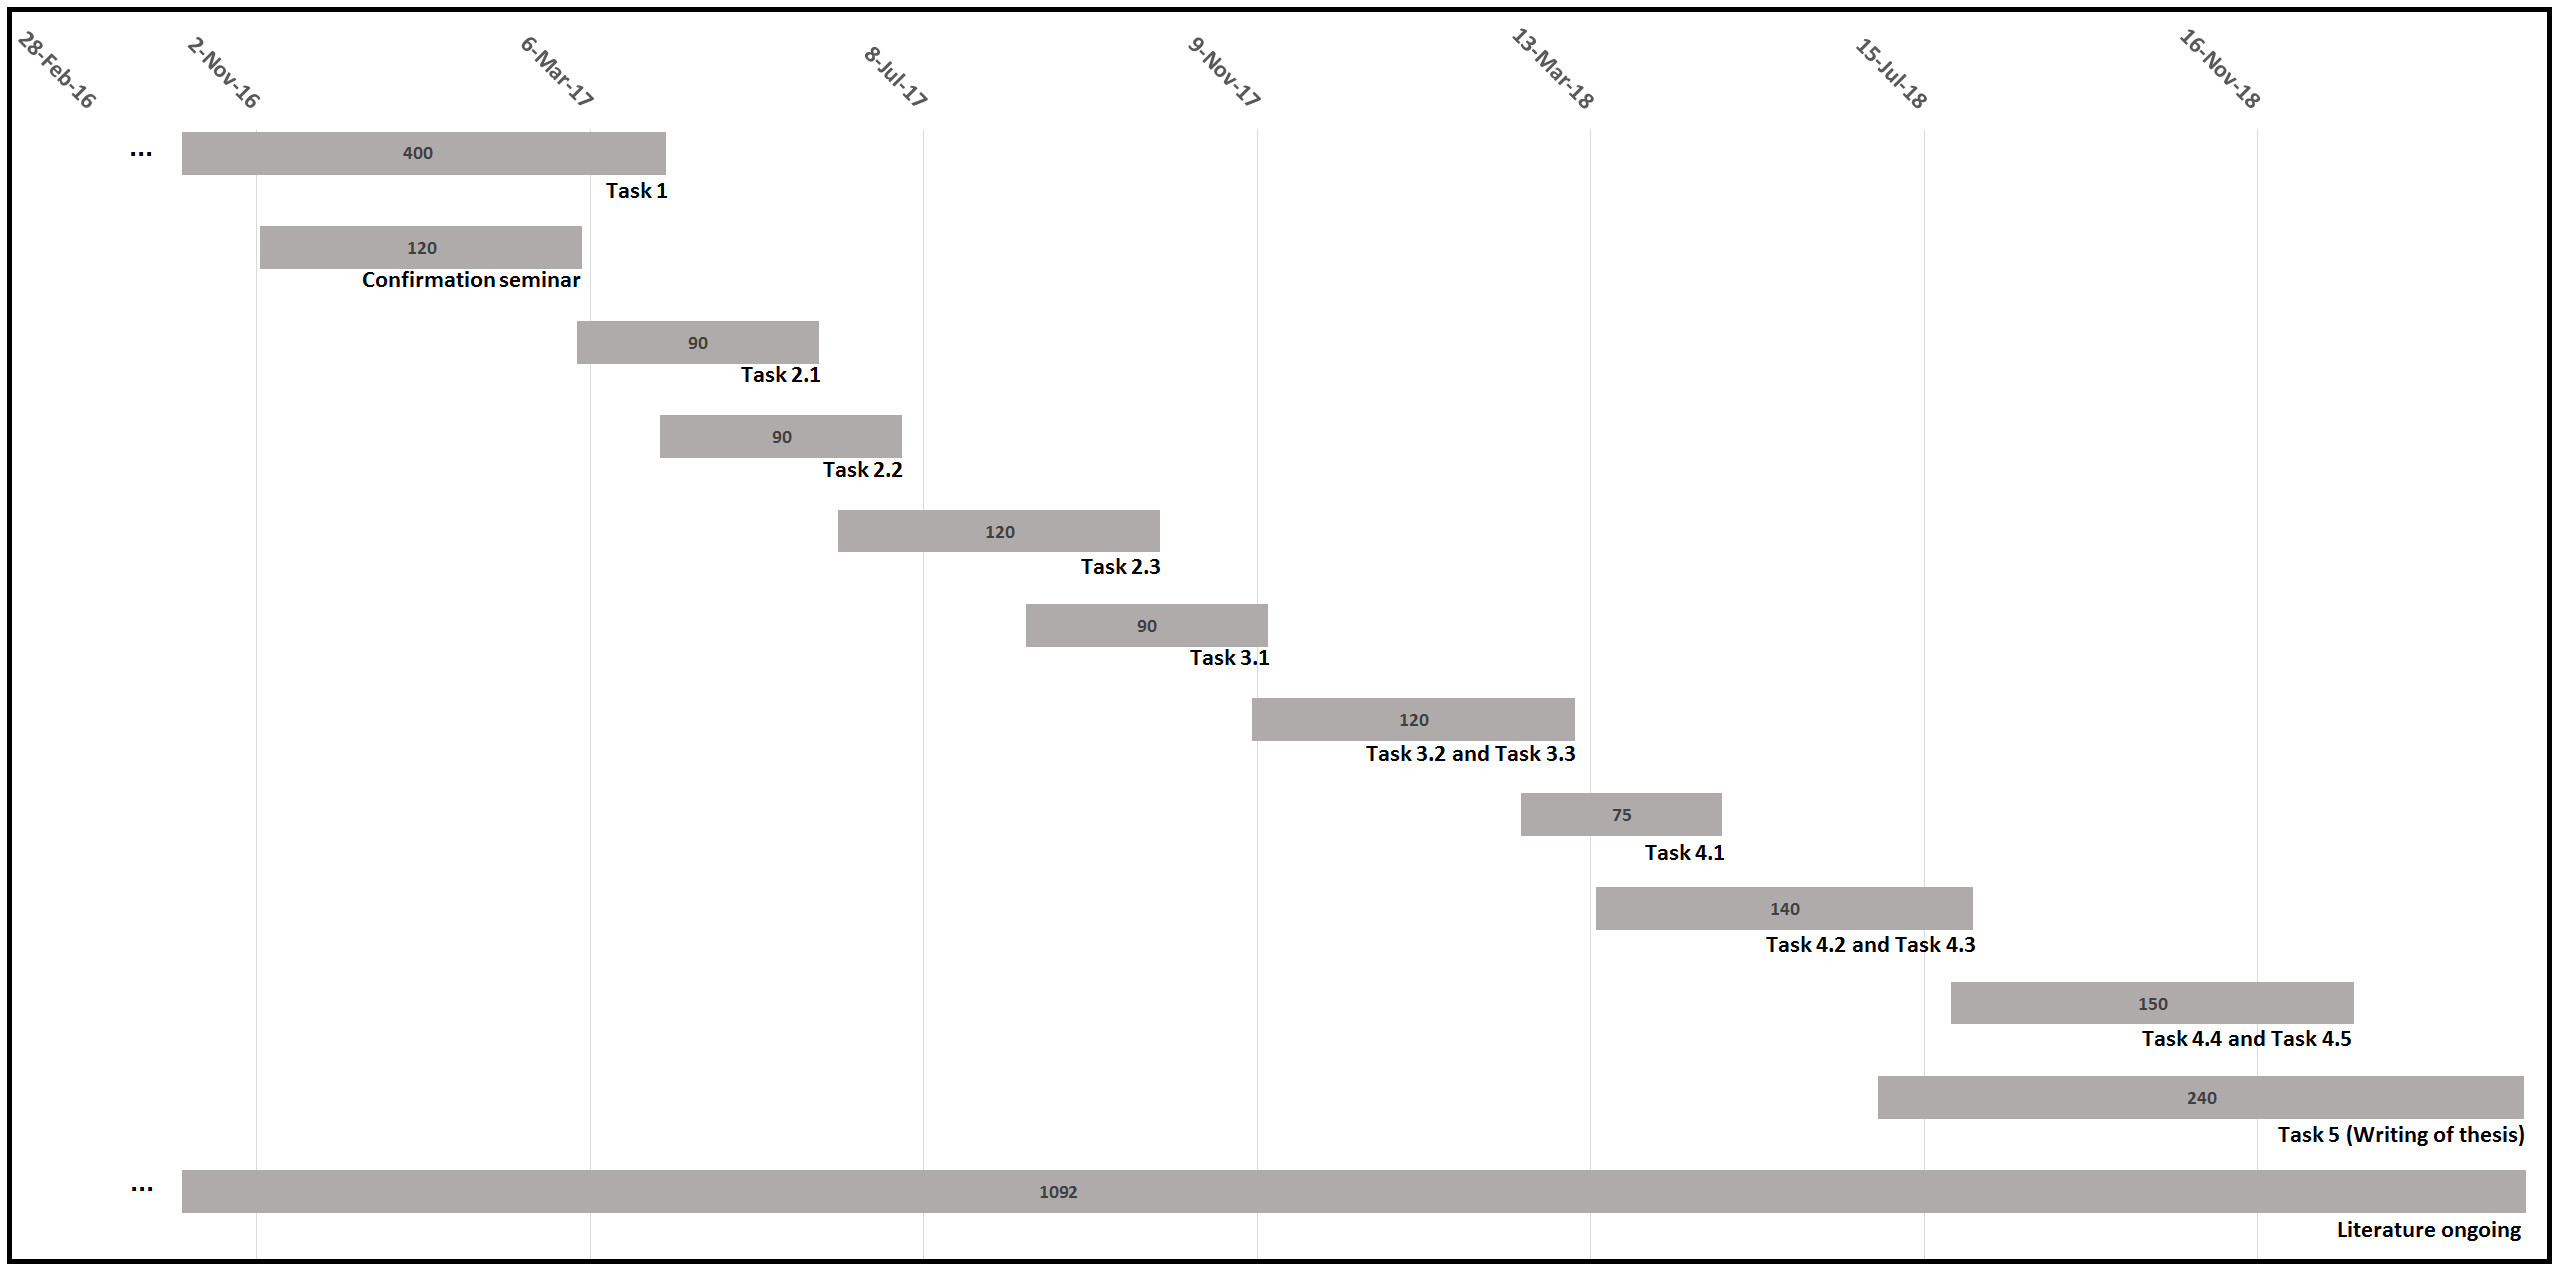 28-Feb-16
2-Nov-16
6-Mar-17
8-Jul-17
9-Nov-17
13-Mar-18
15-Jul-18
16-Nov-18
... 400
Task 1
120
Confirmation seminar
90
Task 2.1
90
Task 2.2
120
Task 2.3
90
Task 3.1
120
Task 3.2 and Task 3.3
75
Task 4.1
140
Task 4.2 and Task 4.3
150
Task 4.4 and Task 4.5
240
Task 5 (Writing of thesis)
... 1092
Literature ongoing